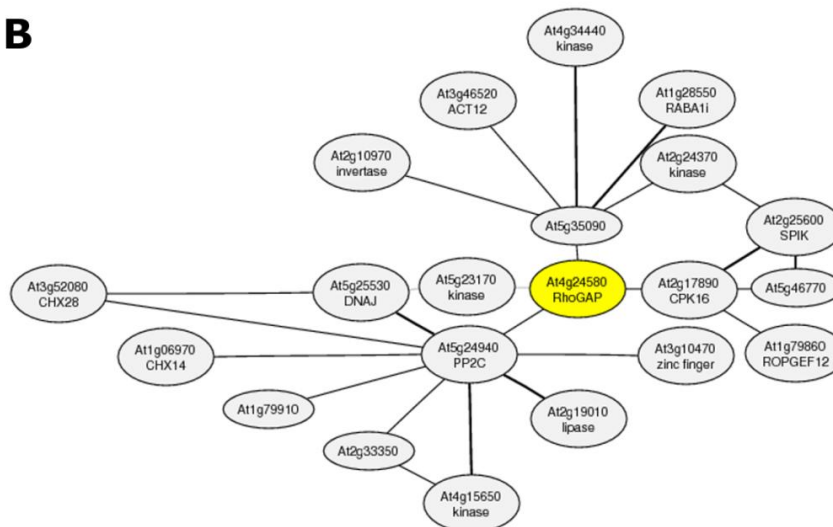 B
At4g34440
kinase
At3g46520
ACT12
At1g28550
RABA1i
At2g10970
invertase
At2g24370
kinase
At5g35090
At2g25600
SPIK
At3g52080
CHX28
At5g25530
DNAJ
At5g23170
kinase
At4g24580
RhoGAP
At2g17890
CPK16
At5g46770
At1g06970
CHX14
At5g24940
PP2C
At3g10470
zinc finger
At1g79860
ROPGEF12
At1g79910
At2g19010
lipase
At2g33350
At4g15650
kinase